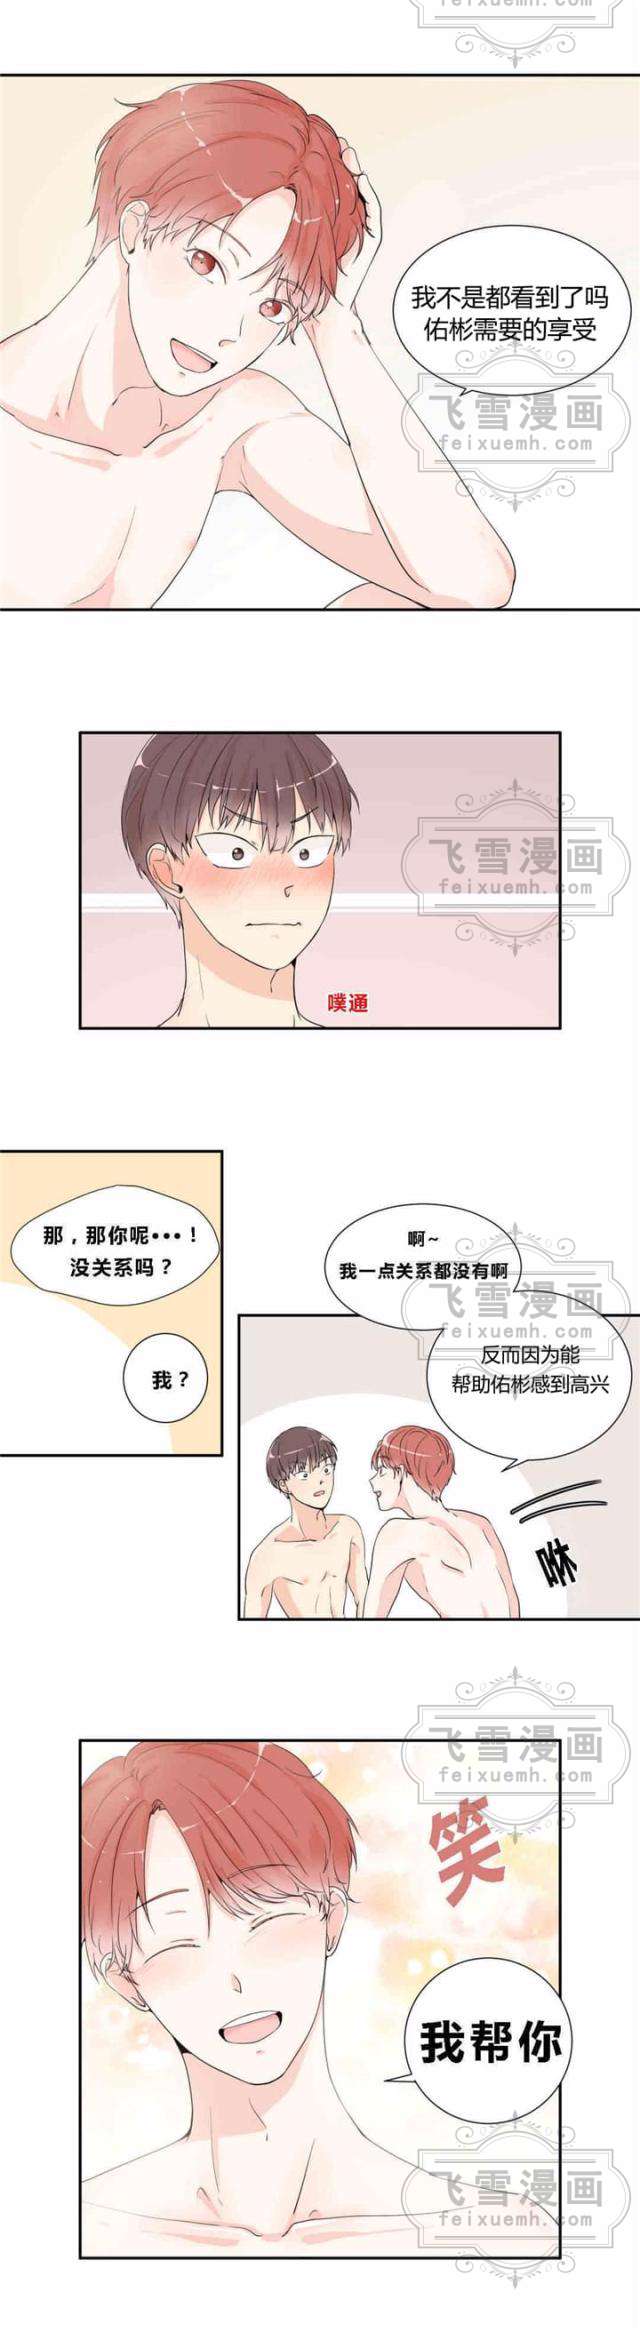 飞雪漫画
feixuemh.com
我不是都看到了吗
佑彬需要的享受
飞雪漫画
feixuemh.com
飞雪漫画
feixuemh.com
噗通
那，那你呢•••！
没关系吗？
我？
啊~
我一点关系都没有啊
飞雪漫画
feixuemh.com
反而因为能
帮助佑彬感到高兴
咻
飞雪漫画
feixuemh.com
笑
我帮你
飞雪漫画
feixuemh.com